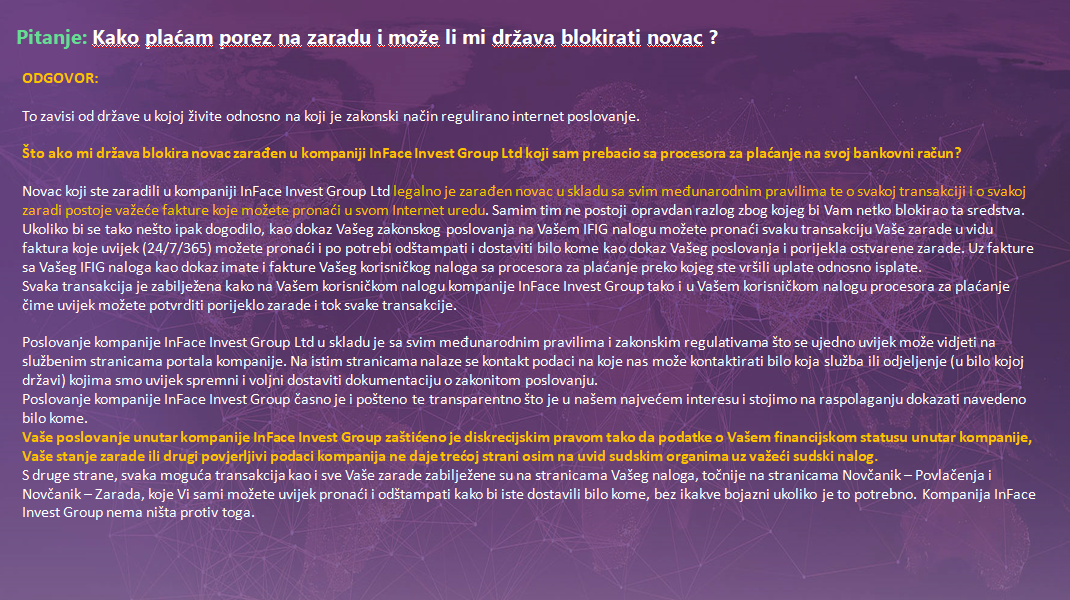 Pitanje: Kako plaćam porez na zaradu i može li mi država blokirati novac ?
ODGOVOR:
To zavisi od države u kojoj živite odnosno na koji je zakonski način regulirano internet poslovanje.
Što ako mi država blokira novac zarađen u kompaniji InFace Invest Group Ltd koji sam prebacio sa procesora za plaćanje na svoj bankovni račun?
Novac koji ste zaradili u kompaniji InFace Invest Group Ltd legalno je zarađen novac u skladu sa svim međunarodnim pravilima te o svakoj transakciji i o svakoj
zaradi postoje važeće fakture koje možete pronaći u svom Internet uredu. Samim tim ne postoji opravdan razlog zbog kojeg bi Vam netko blokirao ta sredstva.
Ukoliko bi se tako nešto ipak dogodilo, kao dokaz Vašeg zakonskog poslovanja na Vašem IFIG nalogu možete pronaći svaku transakciju Vaše zarade u vidu
faktura koje uvijek (24/7/365) možete pronaći i po potrebi odštampati i dostaviti bilo kome kao dokaz Vašeg poslovanja i porijekla ostvarene zarade. Uz fakture
sa Vašeg IFIG naloga kao dokaz imate i fakture Vašeg korisničkog naloga sa procesora za plaćanje preko kojeg ste vršili uplate odnosno isplate.
Svaka transakcija je zabilježena kako na Vašem korisničkom nalogu kompanije InFace Invest Group tako i u Vašem korisničkom nalogu procesora za plaćanje
čime uvijek možete potvrditi porijeklo zarade i tok svake transakcije.
Poslovanje kompanije InFace Invest Group Ltd u skladu je sa svim međunarodnim pravilima i zakonskim regulativama što se ujedno uvijek može vidjeti na
službenim stranicama portala kompanije. Na istim stranicama nalaze se kontakt podaci na koje nas može kontaktirati bilo koja služba ili odjeljenje (u bilo kojoj
državi) kojima smo uvijek spremni i voljni dostaviti dokumentaciju o zakonitom poslovanju.
Poslovanje kompanije InFace Invest Group časno je i pošteno te transparentno što je u našem najvećem interesu i stojimo na raspolaganju dokazati navedeno
bilo kome.
Vaše poslovanje unutar kompanije InFace Invest Group zaštićeno je diskrecijskim pravom tako da podatke o Vašem financijskom statusu unutar kompanije,
Vaše stanje zarade ili drugi povjerljivi podaci kompanija ne daje trećoj strani osim na uvid sudskim organima uz važeći sudski nalog.
S druge strane, svaka moguća transakcija kao i sve Vaše zarade zabilježene su na stranicama Vašeg naloga, točnije na stranicama Novčanik – Povlačenja i
Novčanik – Zarada, koje Vi sami možete uvijek pronaći i odštampati kako bi iste dostavili bilo kome, bez ikakve bojazni ukoliko je to potrebno. Kompanija InFace
Invest Group nema ništa protiv toga.